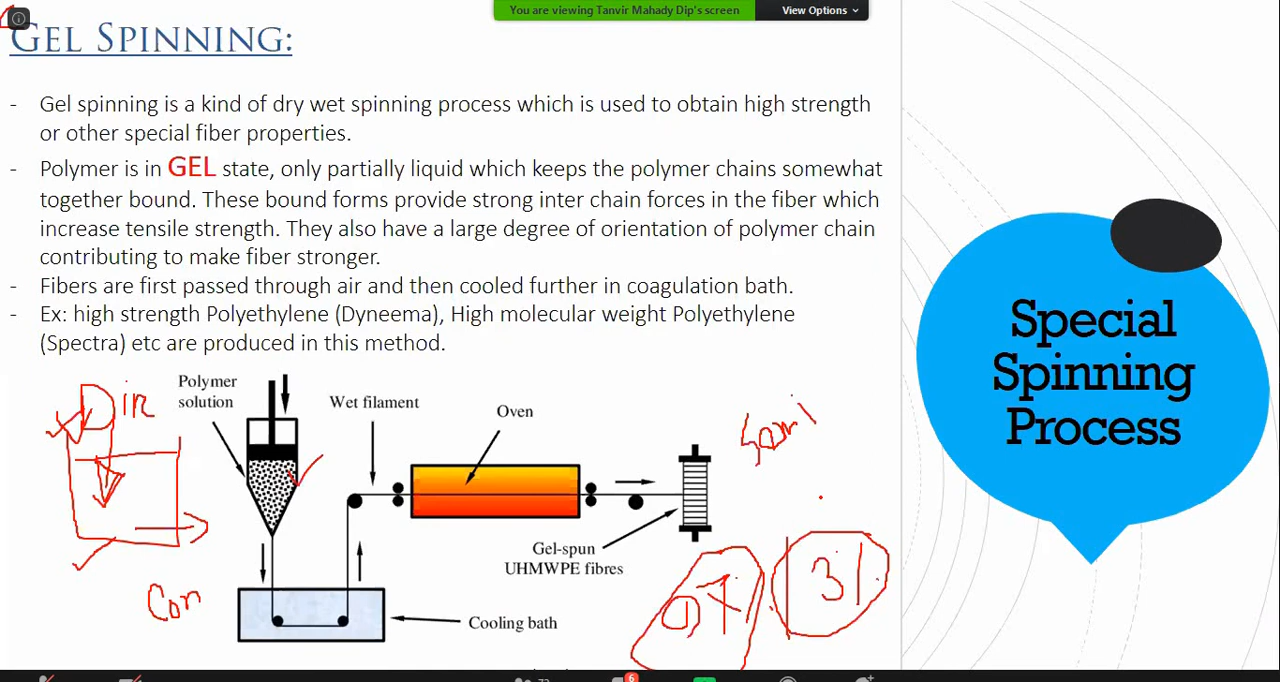 You are viewing Tanvir Mahady Dip's screen
View Options
GEL SPINNING:
- Gel spinning is a kind of dry wet spinning process which is used to obtain high strength
or other special fiber properties.
- Polymer is in GEL state, only partially liquid which keeps the polymer chains somewhat
together bound. These bound forms provide strong inter chain forces in the fiber which
increase tensile strength. They also have a large degree of orientation of polymer chain
contributing to make fiber stronger.
- Fibers are first passed through air and then cooled further in coagulation bath.
- Ex: high strength Polyethylene (Dyneema), High molecular weight Polyethylene
(Spectra) etc are produced in this method.
Special
Spinning
Process
Polymer
solution
Wet filament
Oven
Gel-spun
UHMWPE fibres
Cooling bath
Con
3%
6